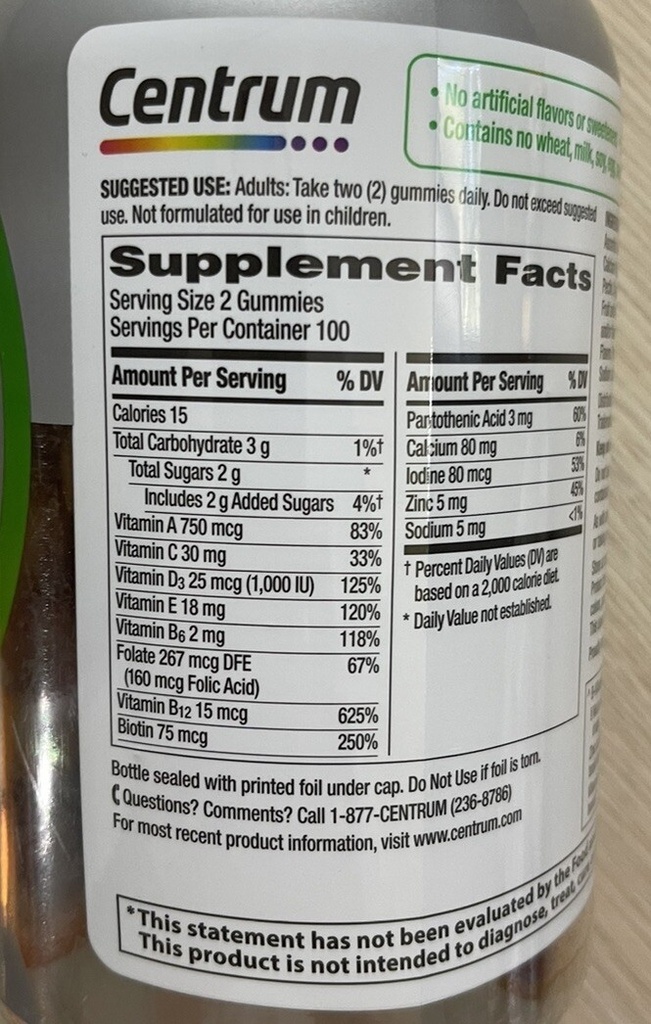 Centrum
• No artificial flavors or sweeteners
• Contains no wheat, milk, soy,
SUGGESTED USE: Adults: Take two (2) gummies daily. Do not exceed suggested
use. Not formulated for use in children.
Supplement Facts
Serving Size 2 Gummies
Servings Per Container 100
Amount Per Serving % DV
Calories 15
Total Carbohydrate 3 g 1%†
Total Sugars 2 g *
Includes 2 g Added Sugars 4%†
Vitamin A 750 mcg 83%
Vitamin C 30 mg 33%
Vitamin D3 25 mcg (1,000 IU) 125%
Vitamin E 18 mg 120%
Vitamin B6 2 mg 118%
Folate 267 mcg DFE 67%
(160 mcg Folic Acid)
Vitamin B12 15 mcg 625%
Biotin 75 mcg 250%
Amount Per Serving % DV
Pantothenic Acid 3 mg 60%
Calcium 80 mg 6%
Iodine 80 mcg 53%
Zinc 5 mg 45%
Sodium 5 mg <1%
† Percent Daily Values (DV) are
based on a 2,000 calorie diet.
* Daily Value not established.
Bottle sealed with printed foil under cap. Do Not Use if foil is torn.
Questions? Comments? Call 1-877-CENTRUM (236-8786)
For most recent product information, visit www.centrum.com
*This statement has not been evaluated by the Food
This product is not intended to diagnose, treat,